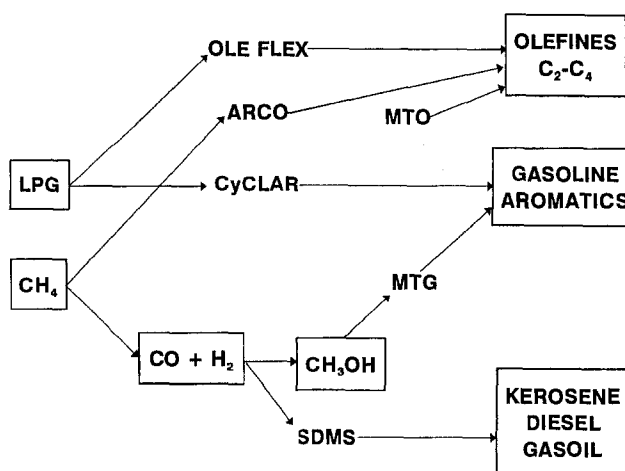 OLE FLEX
OLEFINES
C₂-C₄
ARCO
MTO
LPG
CyCLAR
GASOLINE
AROMATICS
CH₄
MTG
CO + H₂
CH₃OH
KEROSENE
DIESEL
GASOIL
SDMS